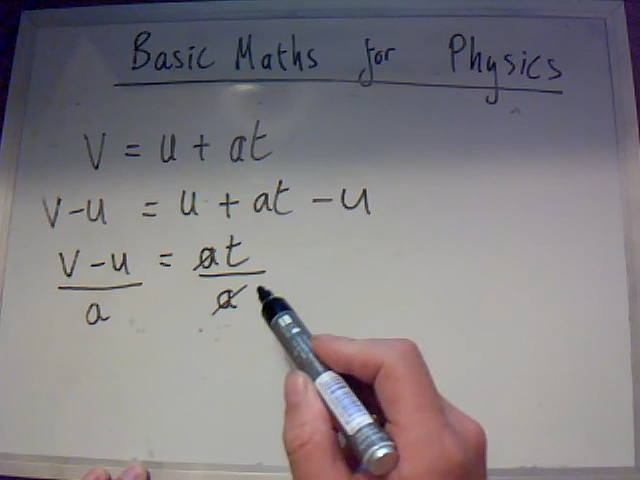 Basic Maths for Physics
v = u + at
v-u = u + at - u
v-u = at
a a